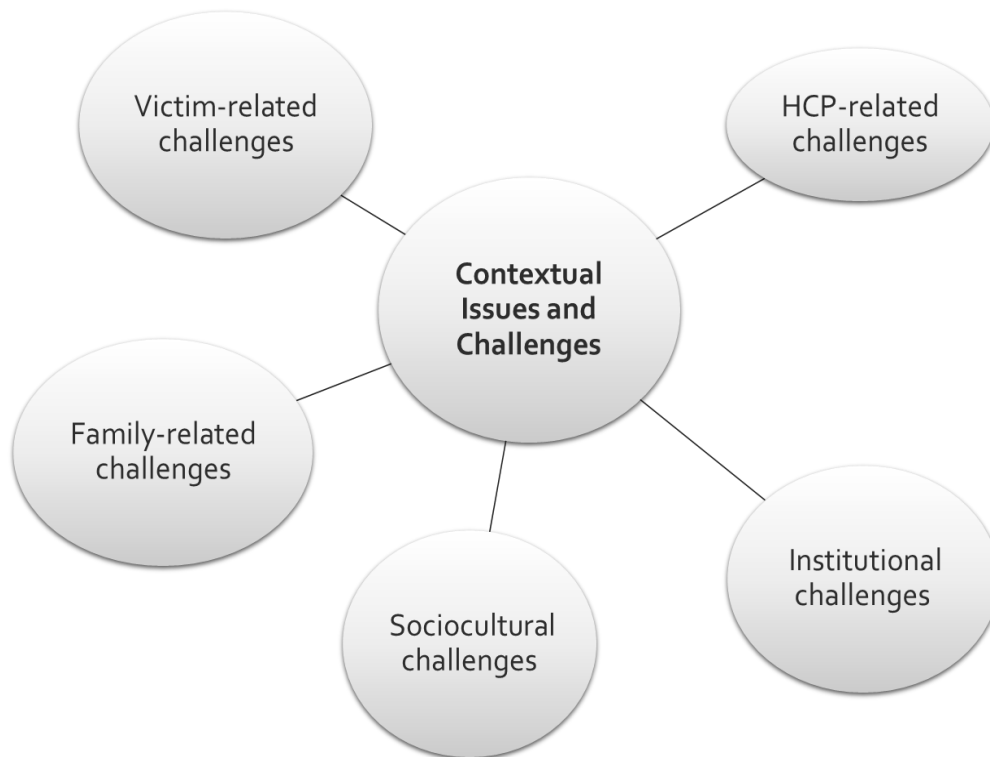 Victim-related
challenges
HCP-related
challenges
Contextual
Issues and
Challenges
Family-related
challenges
Sociocultural
challenges
Institutional
challenges